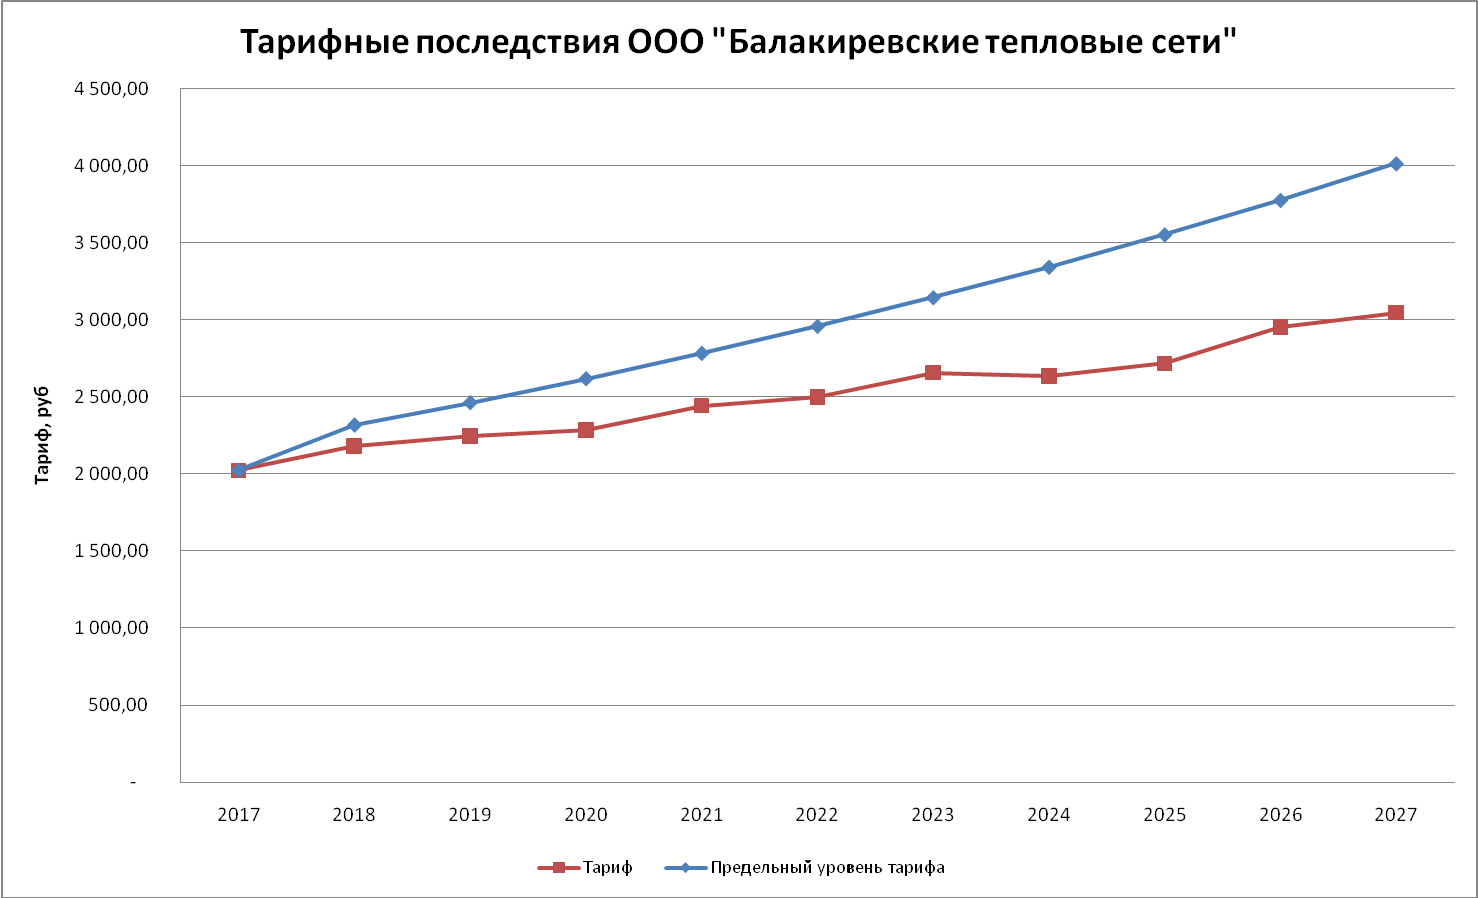 Тарифные последствия ООО "Балакиревские тепловые сети"
4 500,00
4 000,00
3 500,00
3 000,00
2 500,00
2 000,00
1 500,00
1 000,00
500,00
-
Тариф, руб
2017 2018 2019 2020 2021 2022 2023 2024 2025 2026 2027
Тариф Предельный уровень тарифа